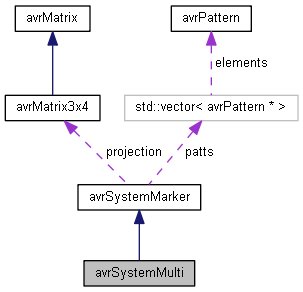 avrMatrix
avrPattern
elements
avrMatrix3x4
std::vector< avrPattern * >
projection
patts
avrSystemMarker
avrSystemMulti